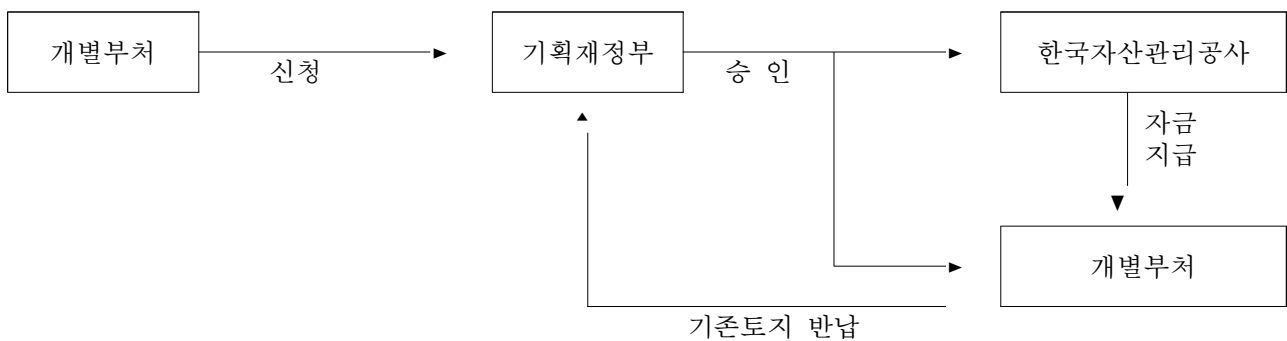 개별부처
신청
기획재정부
승 인
한국자산관리공사
자금
지급
개별부처
기존토지 반납